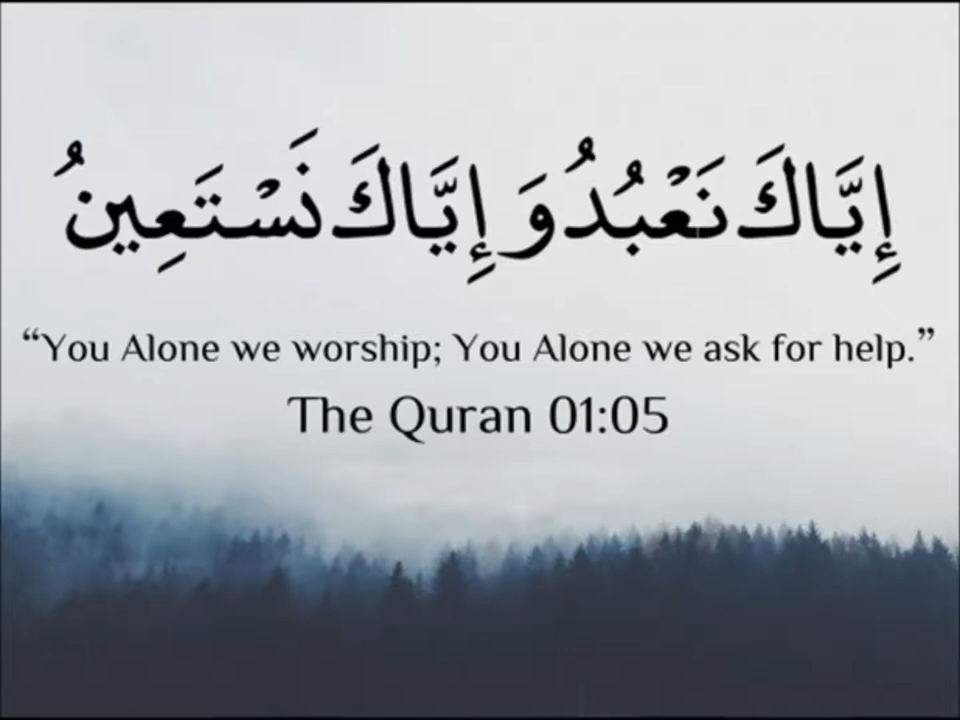 إِيَّاكَ نَعْبُدُ وَ إِيَّاكَ نَسْتَعِينُ
“You Alone we worship; You Alone we ask for help.”
The Quran 01:05